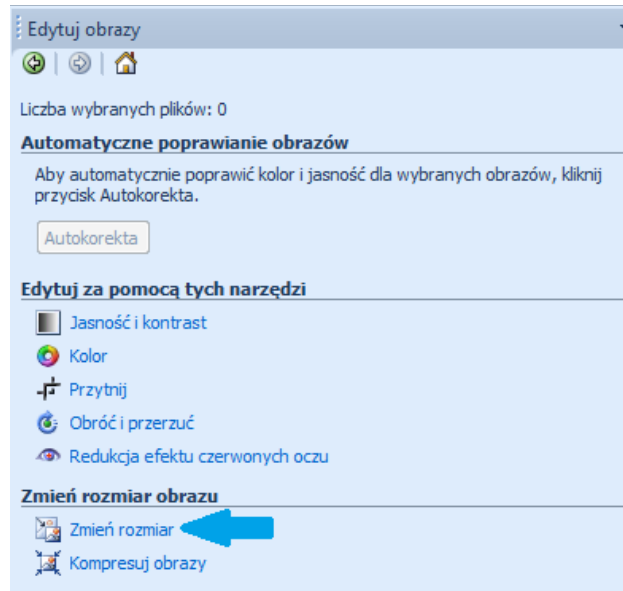 Edytuj obrazy
Liczba wybranych plików: 0
Automatyczne poprawianie obrazów
Aby automatycznie poprawić kolor i jasność dla wybranych obrazów, kliknij
przycisk Autokorekta.
Autokorekta
Edytuj za pomocą tych narzędzi
Jasność i kontrast
Kolor
Przytnij
Obróć i przerzuć
Redukcja efektu czerwonych oczu
Zmień rozmiar obrazu
Zmień rozmiar
Kompresuj obrazy